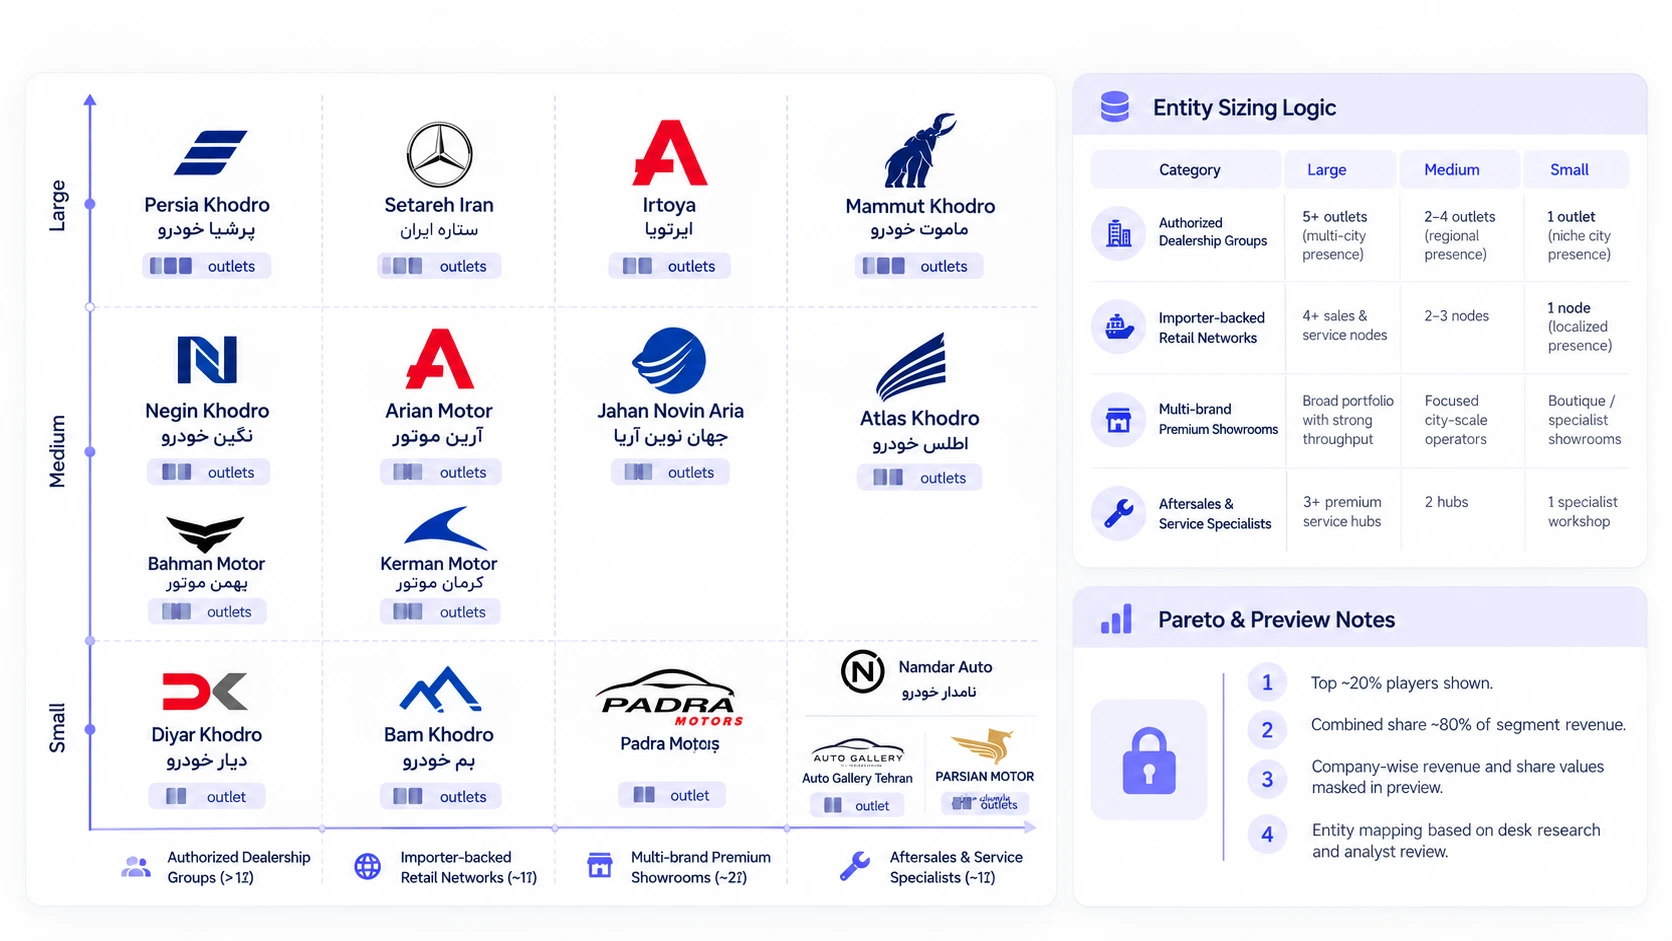 Large
Persia Khodro
پرشیا خودرو
outlets
Setareh Iran
ستاره ایران
outlets
Irtoya
ایرتویا
outlets
Mammut Khodro
ماموت خودرو
outlets
Medium
Negin Khodro
نگین خودرو
outlets
Arian Motor
آرین موتور
outlets
Jahan Novin Aria
جهان نوین آریا
outlets
Atlas Khodro
اطلس خودرو
outlets
Bahman Motor
بهمن موتور
outlets
Kerman Motor
کرمان موتور
outlets
Small
Diyar Khodro
دیار خودرو
outlet
Bam Khodro
بم خودرو
outlets
PADRA
MOTORS
Padra
outlet
Namdar Auto
نامدار خودرو
AUTO GALLERY
Auto Gallery Tehran
outlet
PARSIAN MOTOR
outlets
Authorized Dealership
Groups
Importer-backed
Retail Networks
Multi-brand Premium
Showrooms
Aftersales & Service
Specialists
Entity Sizing Logic
Category Large Medium Small
Authorized
Dealership Groups
5+ outlets
(multi-city
presence)
2–4 outlets
(regional
presence)
1 outlet
(niche city
presence)
Importer-backed
Retail Networks
4+ sales &
service nodes
2–3 nodes
1 node
(localized
presence)
Multi-brand
Premium Showrooms
Broad portfolio
with strong
throughput
Focused
city-scale
operators
Boutique /
specialist
showrooms
Aftersales &
Service Specialists
3+ premium
service hubs
2 hubs
1 specialist
workshop
Pareto & Preview Notes
1 Top ~20% players shown.
2 Combined share ~80% of segment revenue.
3 Company-wise revenue and share values
masked in preview.
4 Entity mapping based on desk research
and analyst review.